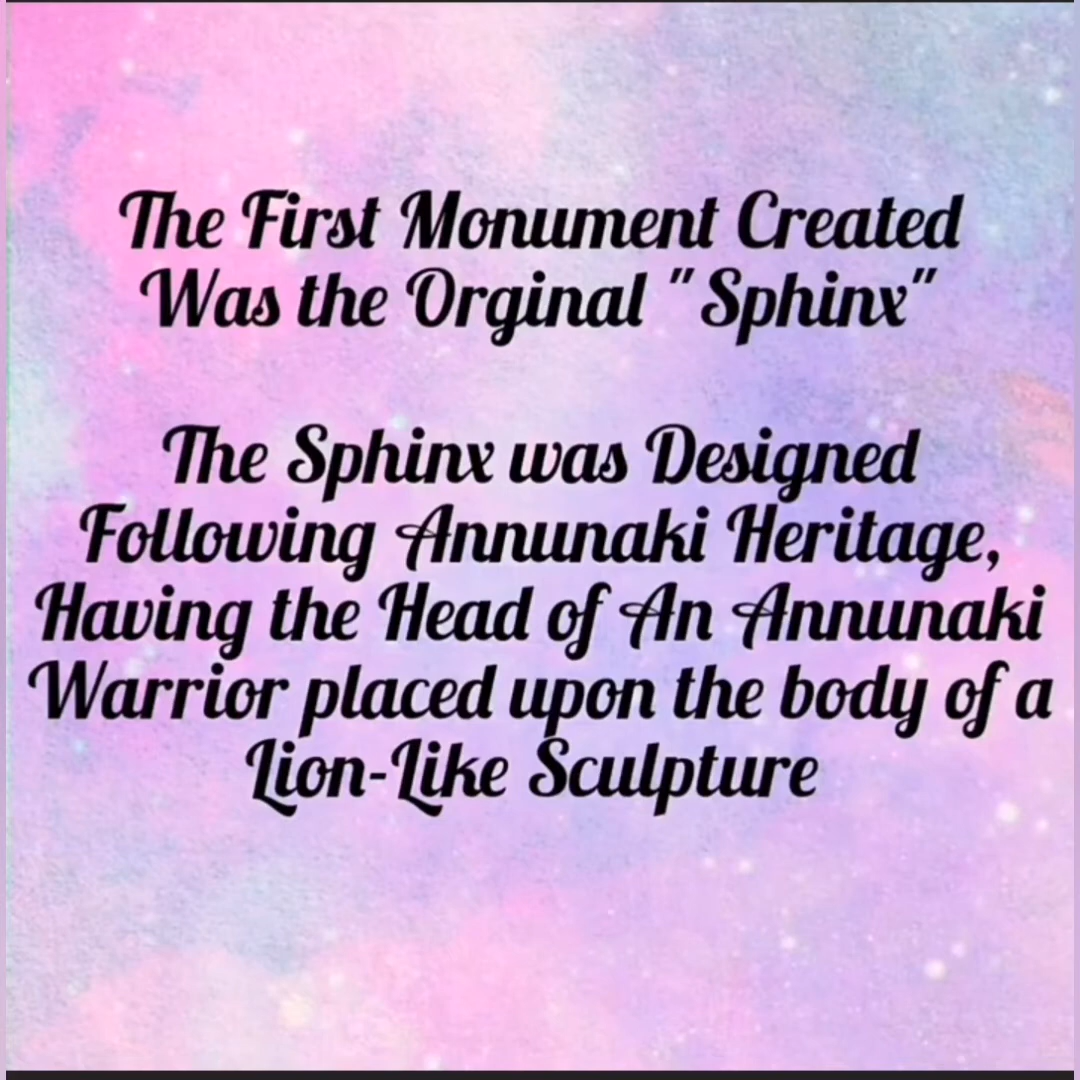 The First Monument Created
Was the Orginal "Sphinx"
The Sphinx was Designed
Following Annunaki Heritage,
Having the Head of An Annunaki
Warrior placed upon the body of a
Lion-Like Sculpture